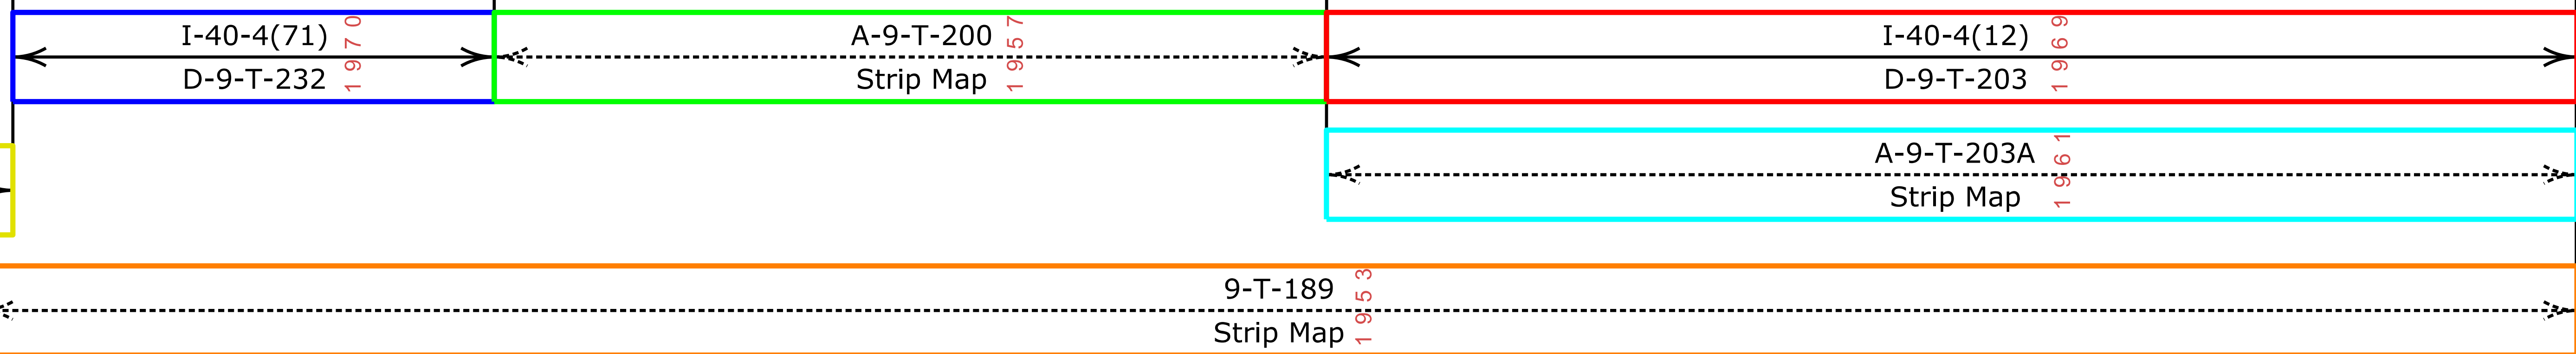 I-40-4(71)
D-9-T-232
1970
A-9-T-200
Strip Map
1957
I-40-4(12)
D-9-T-203
1969
A-9-T-203A
Strip Map
1961
9-T-189
Strip Map
1953